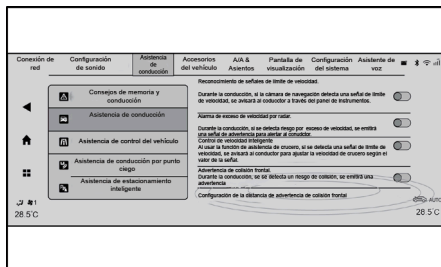 Conexión de red
Configuración de sonido
Asistencia de conducción
Accesorios del vehículo
A/A & Asientos
Pantalla de visualización
Configuración del sistema
Asistente de voz
Consejos de memoria y conducción
Asistencia de conducción
Asistencia de control del vehículo
Asistencia de conducción por punto ciego
Asistencia de estacionamiento inteligente
Reconocimiento de señales de límite de velocidad.
Durante la conducción, si la cámara de navegación detecta una señal de límite
de velocidad, se avisará al conductor a través del panel de instrumentos.
Alarma de exceso de velocidad por radar.
Durante la conducción, si se detecta riesgo por exceso de velocidad, se emitirá
una señal de advertencia para alertar al conductor.
Control de velocidad inteligente
Al usar la función de asistencia de crucero, si se detecta una señal de límite de
velocidad, se avisará al conductor para ajustar la velocidad de crucero según el
valor de la señal.
Advertencia de colisión frontal.
Durante la conducción, se se detecta un riesgo de colisión, se emitirá una
advertencia
Configuración de la distancia de advertencia de colisión frontal
1
28.5°C
AUTO
28.5°C